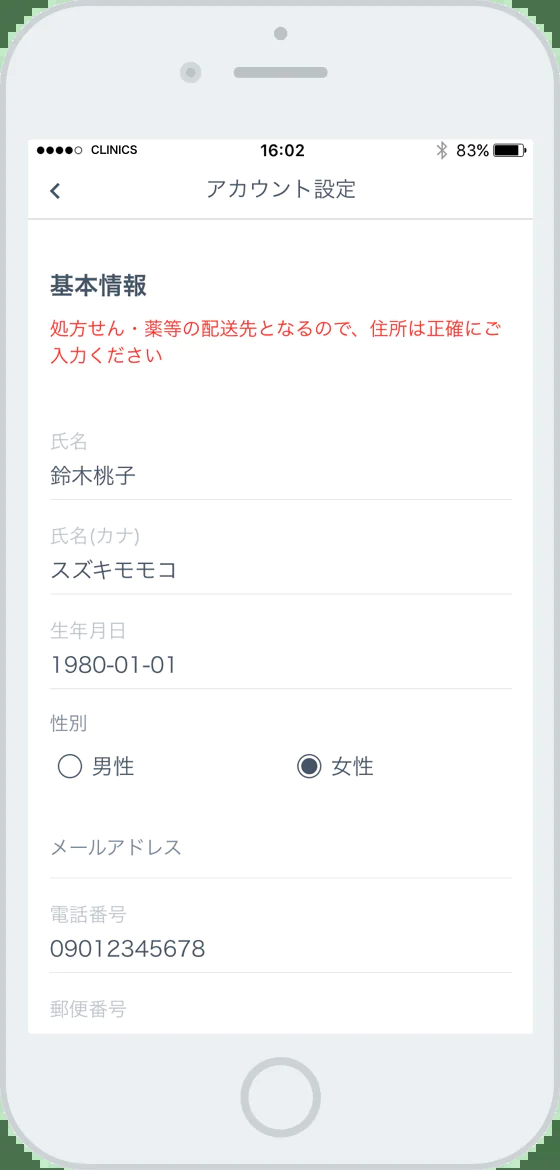 CLINICS 16:02 83%
アカウント設定
基本情報
処方せん・薬等の配送先となるので、住所は正確にご
入力ください
氏名
鈴木桃子
氏名(カナ)
スズキモモコ
生年月日
1980-01-01
性別
男性 女性
メールアドレス
電話番号
09012345678
郵便番号